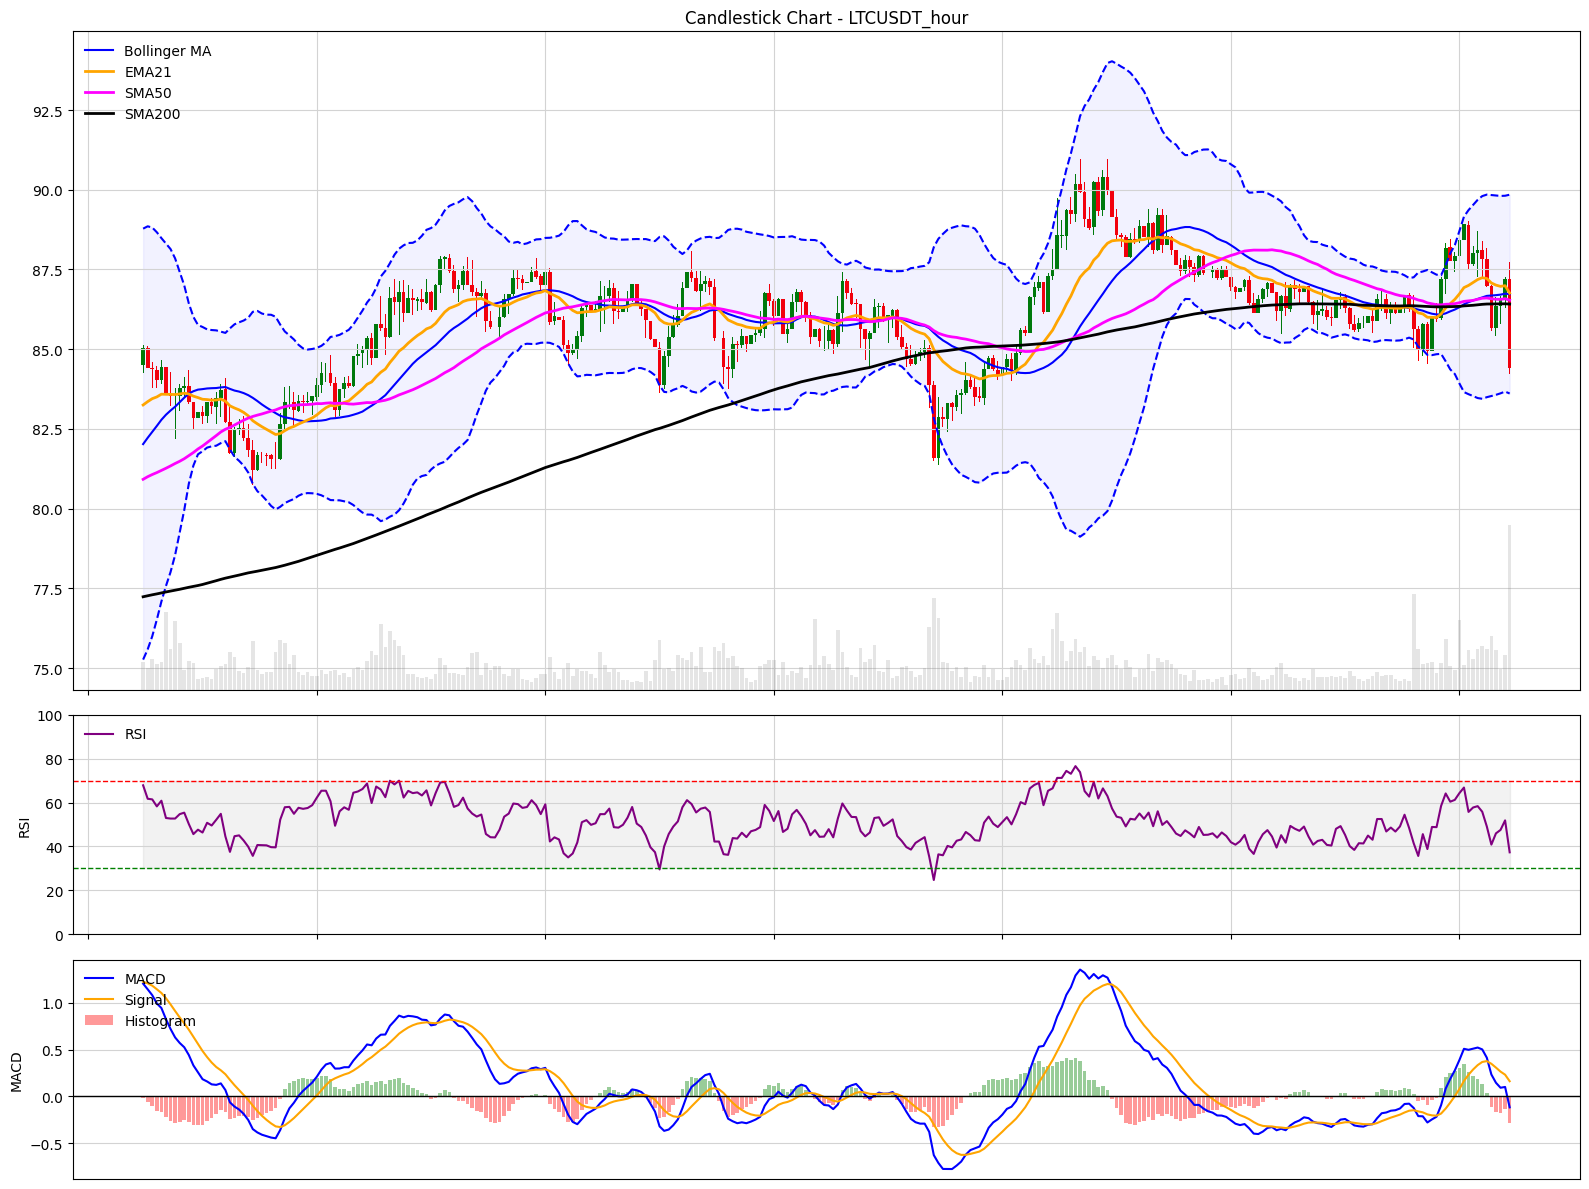 Candlestick Chart - LTCUSDT_hour
Bollinger MA
EMA21
SMA50
SMA200
92.5
90.0
87.5
85.0
82.5
80.0
77.5
75.0
RSI
100
80
60
40
20
0
RSI
MACD
Signal
Histogram
1.0
0.5
0.0
−0.5
MACD